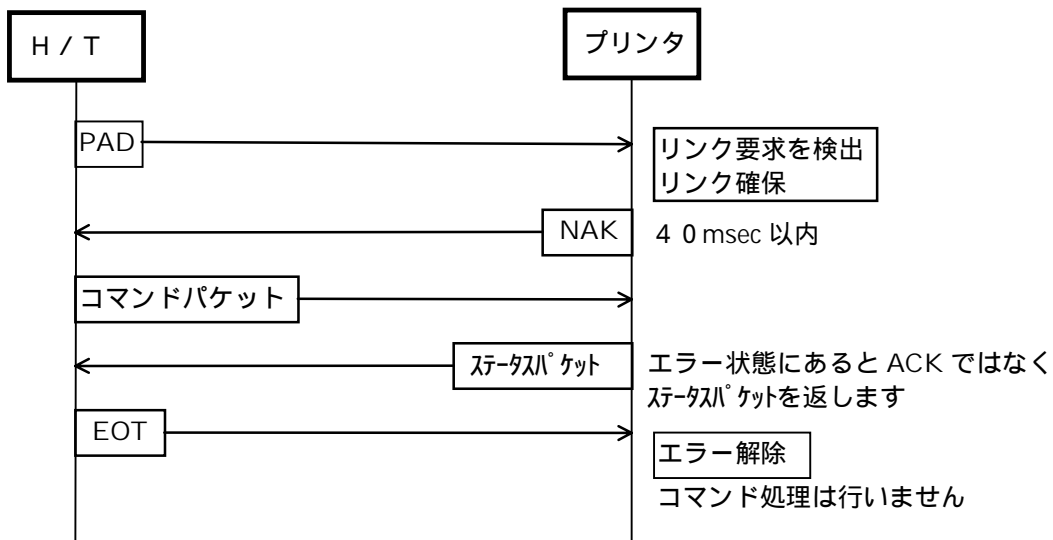 Ｈ／Ｔ
プリンタ
PAD
リンク要求を検出
リンク確保
NAK
４０msec 以内
コマンドパケット
ｽﾃｰﾀｽﾊﾟｹｯﾄ
エラー状態にあると ACK ではなく
ｽﾃｰﾀｽﾊﾟｹｯﾄを返します
EOT
エラー解除
コマンド処理は行いません